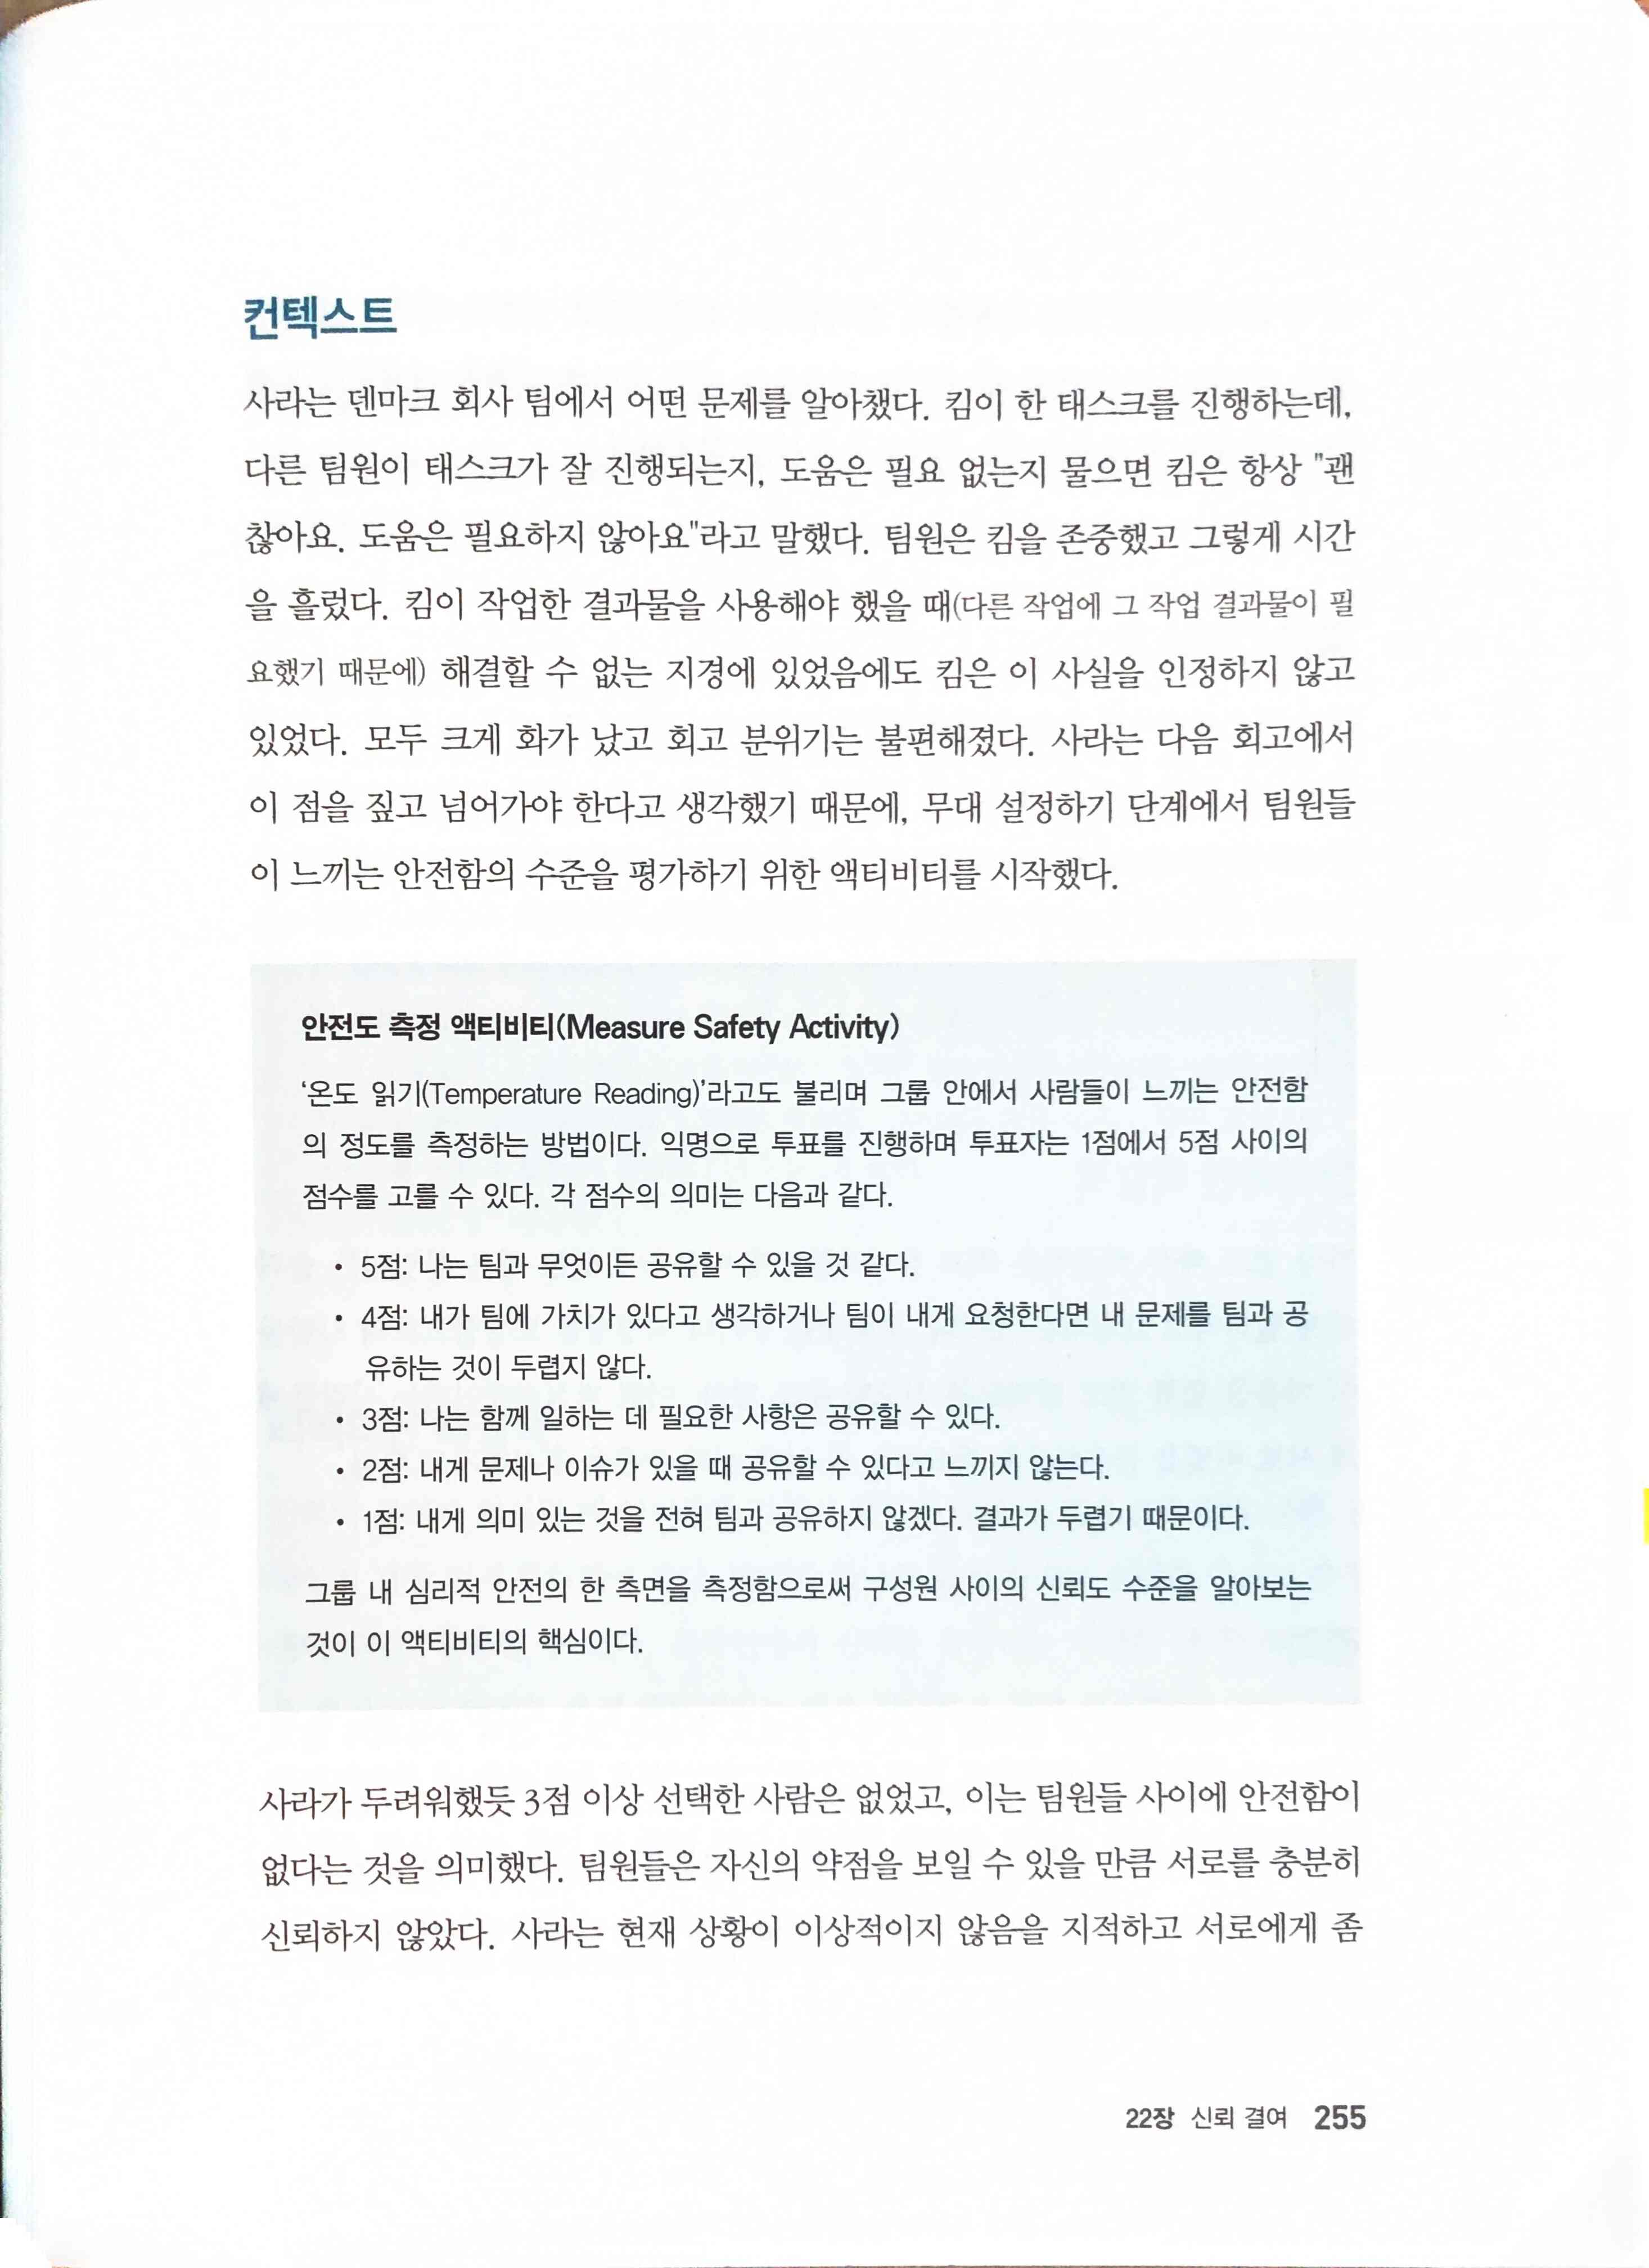 컨텍스트
사라는 덴마크 회사 팀에서 어떤 문제를 알아챘다. 킴이 한 태스크를 진행하는데,
다른 팀원이 태스크가 잘 진행되는지, 도움은 필요 없는지 물으면 킴은 항상 "괜
찮아요. 도움은 필요하지 않아요"라고 말했다. 팀원은 킴을 존중했고 그렇게 시간
을 흘렀다. 킴이 작업한 결과물을 사용해야 했을 때(다른 작업에 그 작업 결과물이 필
요했기 때문에) 해결할 수 없는 지경에 있었음에도 킴은 이 사실을 인정하지 않고
있었다. 모두 크게 화가 났고 회고 분위기는 불편해졌다. 사라는 다음 회고에서
이 점을 짚고 넘어가야 한다고 생각했기 때문에, 무대 설정하기 단계에서 팀원들
이 느끼는 안전함의 수준을 평가하기 위한 액티비티를 시작했다.
안전도 측정 액티비티(Measure Safety Activity)
‘온도 읽기(Temperature Reading)’라고도 불리며 그룹 안에서 사람들이 느끼는 안전함
의 정도를 측정하는 방법이다. 익명으로 투표를 진행하며 투표자는 1점에서 5점 사이의
점수를 고를 수 있다. 각 점수의 의미는 다음과 같다.
• 5점: 나는 팀과 무엇이든 공유할 수 있을 것 같다.
• 4점: 내가 팀에 가치가 있다고 생각하거나 팀이 내게 요청한다면 내 문제를 팀과 공
유하는 것이 두렵지 않다.
• 3점: 나는 함께 일하는 데 필요한 사항은 공유할 수 있다.
• 2점: 내게 문제나 이슈가 있을 때 공유할 수 있다고 느끼지 않는다.
• 1점: 내게 의미 있는 것을 전혀 팀과 공유하지 않겠다. 결과가 두렵기 때문이다.
그룹 내 심리적 안전의 한 측면을 측정함으로써 구성원 사이의 신뢰도 수준을 알아보는
것이 이 액티비티의 핵심이다.
사라가 두려워했듯 3점 이상 선택한 사람은 없었고, 이는 팀원들 사이에 안전함이
없다는 것을 의미했다. 팀원들은 자신의 약점을 보일 수 있을 만큼 서로를 충분히
신뢰하지 않았다. 사라는 현재 상황이 이상적이지 않음을 지적하고 서로에게 좀
22장 신뢰 결여 255